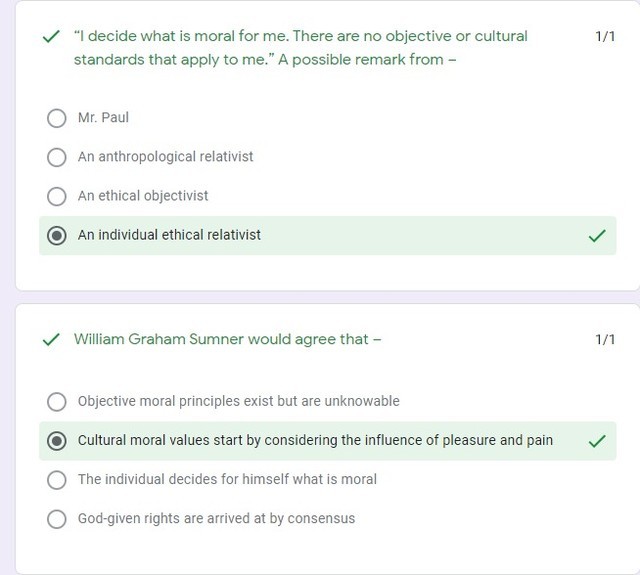 “I decide what is moral for me. There are no objective or cultural
standards that apply to me.” A possible remark from –
1/1
Mr. Paul
An anthropological relativist
An ethical objectivist
An individual ethical relativist
William Graham Sumner would agree that –
1/1
Objective moral principles exist but are unknowable
Cultural moral values start by considering the influence of pleasure and pain
The individual decides for himself what is moral
God-given rights are arrived at by consensus